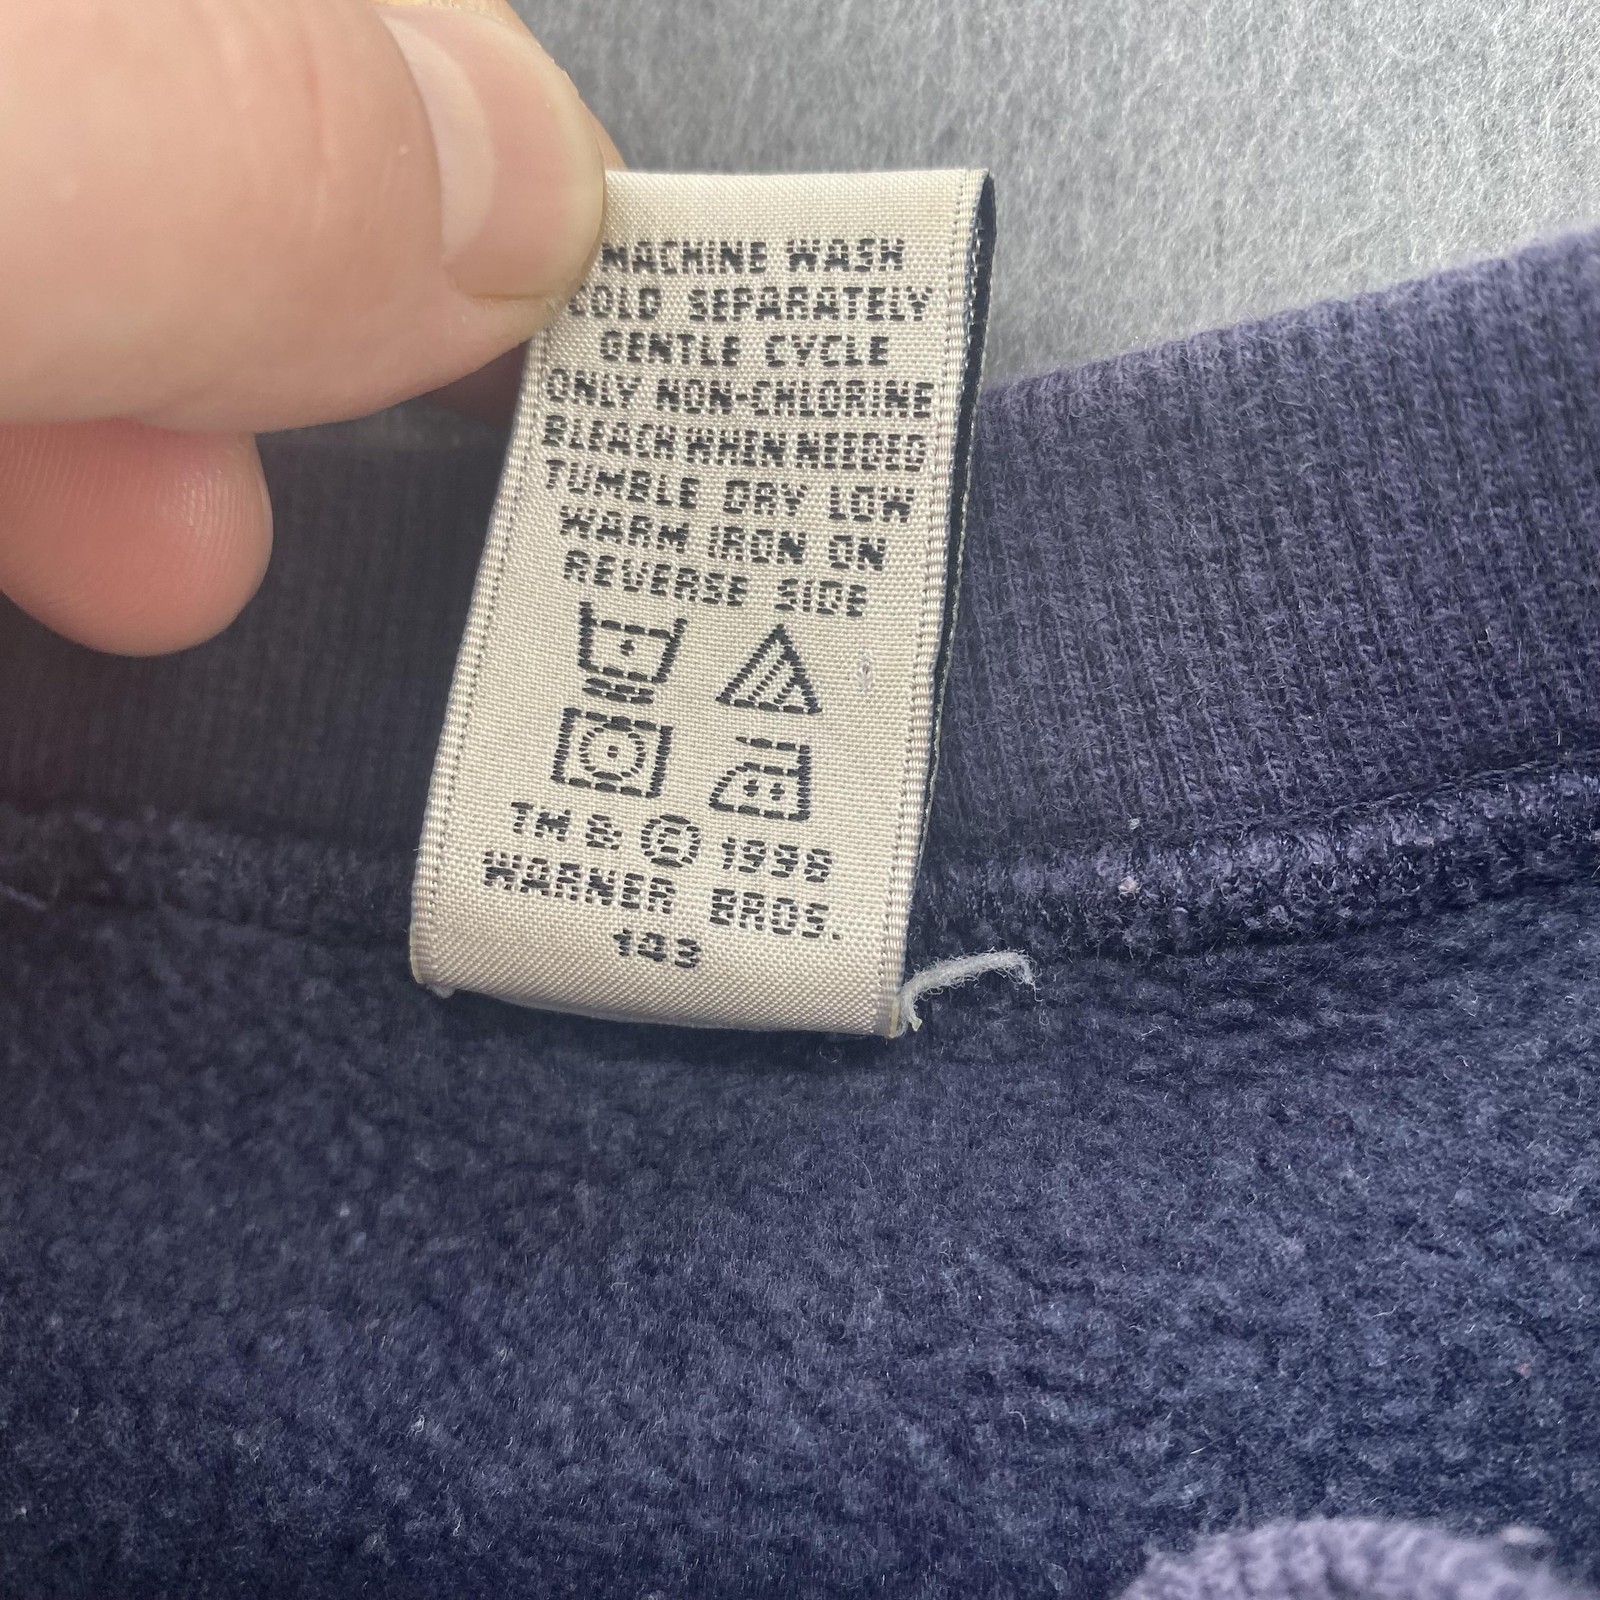 MACHINE WASH
COLD SEPARATELY
GENTLE CYCLE
ONLY NON-CHLORINE
BLEACH WHEN NEEDED
TUMBLE DRY LOW
WARM IRON ON
REVERSE SIDE
TM & © 1998
WARNER BROS.
143